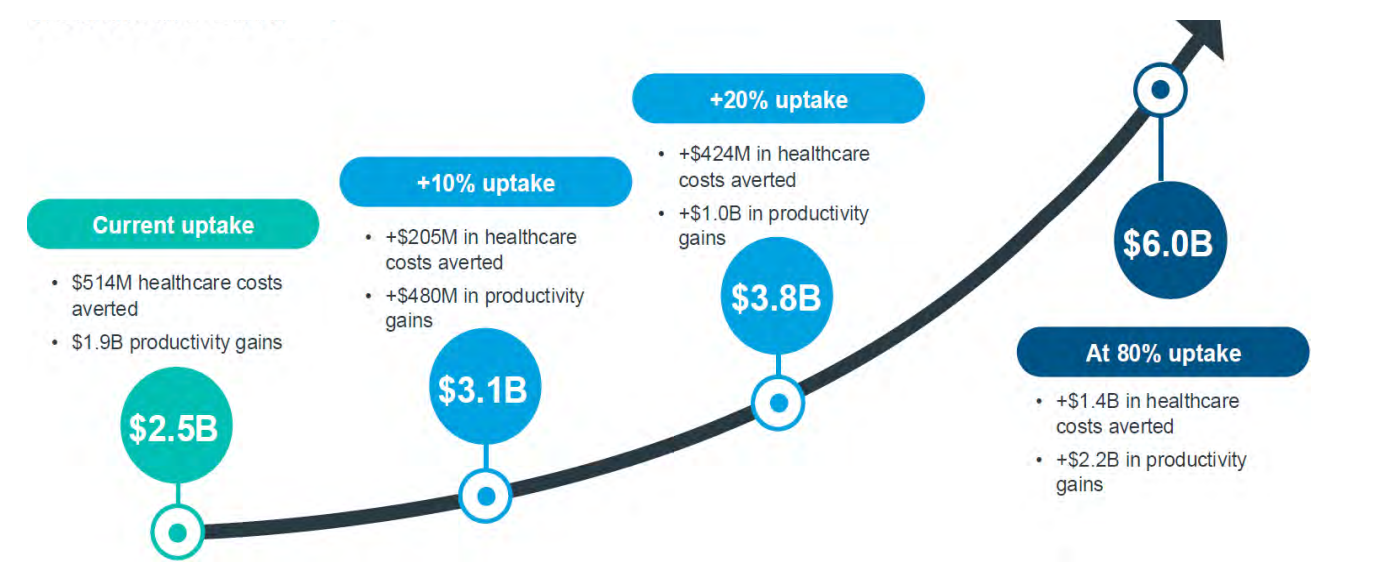 Current uptake
• $514M healthcare costs
averted
• $1.9B productivity gains
$2.5B
+10% uptake
• +$205M in healthcare
costs averted
• +$480M in productivity
gains
$3.1B
+20% uptake
• +$424M in healthcare
costs averted
• +$1.0B in productivity
gains
$3.8B
$6.0B
At 80% uptake
• +$1.4B in healthcare
costs averted
• +$2.2B in productivity
gains